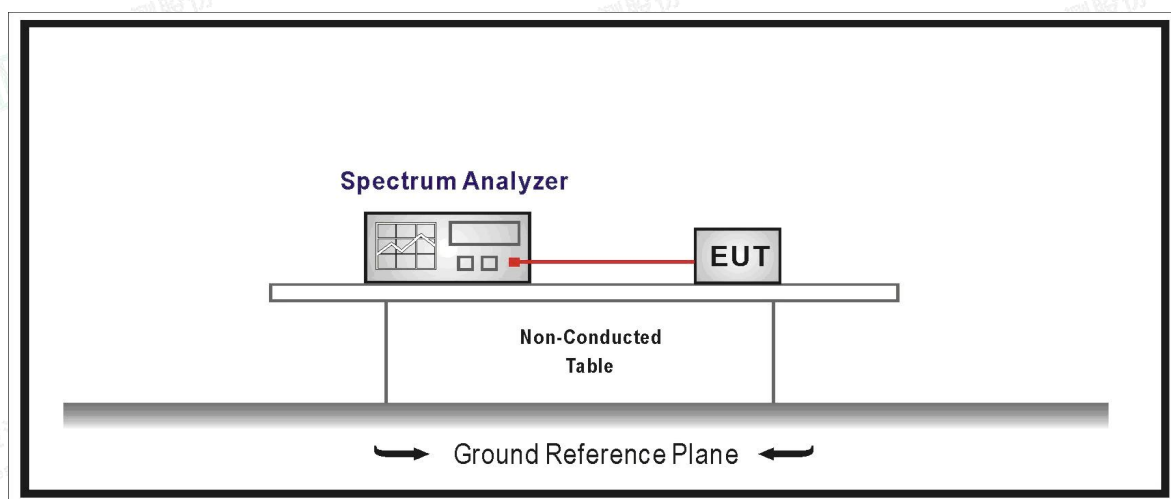 Spectrum Analyzer
EUT
Non-Conducted
Table
Ground Reference Plane